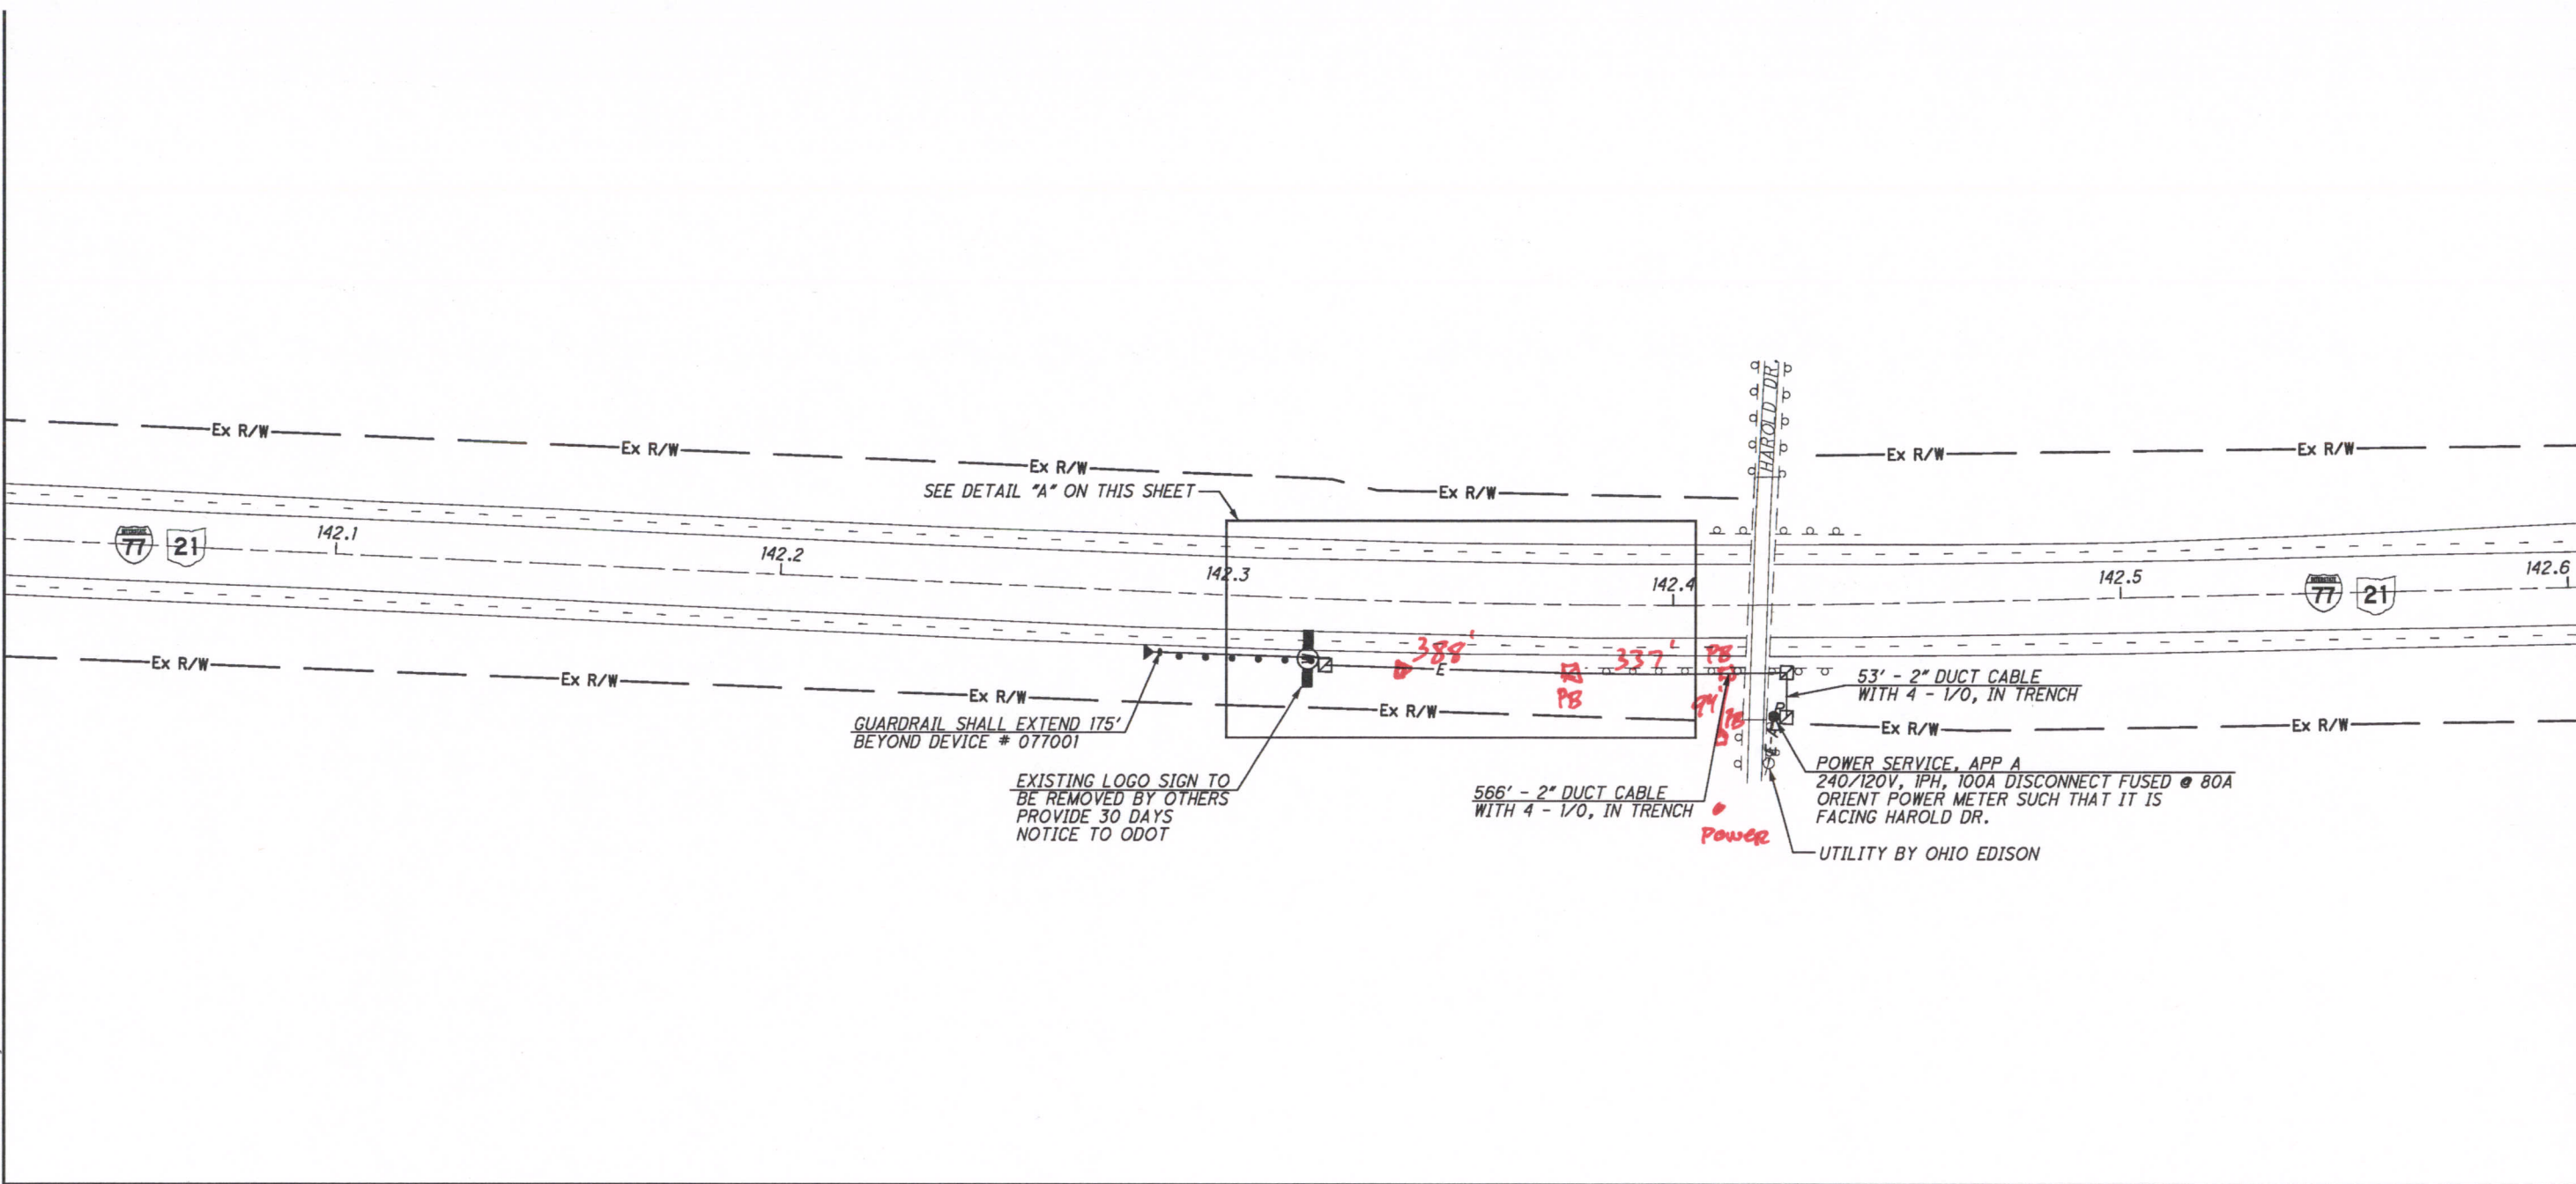 HAROLD DR.
Ex R/W
Ex R/W
Ex R/W
Ex R/W
Ex R/W
Ex R/W
SEE DETAIL "A" ON THIS SHEET
INTERSTATE
77
21
142.1
142.2
142.3
142.4
142.5
142.6
INTERSTATE
77
21
388'
337'
PB
E
PB
94'
PB
P
E-A
Ex R/W
Ex R/W
Ex R/W
Ex R/W
Ex R/W
Ex R/W
53' - 2" DUCT CABLE
WITH 4 - 1/0, IN TRENCH
GUARDRAIL SHALL EXTEND 175'
BEYOND DEVICE # 077001
EXISTING LOGO SIGN TO
BE REMOVED BY OTHERS
PROVIDE 30 DAYS
NOTICE TO ODOT
566' - 2" DUCT CABLE
WITH 4 - 1/0, IN TRENCH
POWER
POWER SERVICE, APP A
240/120V, 1PH, 100A DISCONNECT FUSED @ 80A
ORIENT POWER METER SUCH THAT IT IS
FACING HAROLD DR.
UTILITY BY OHIO EDISON